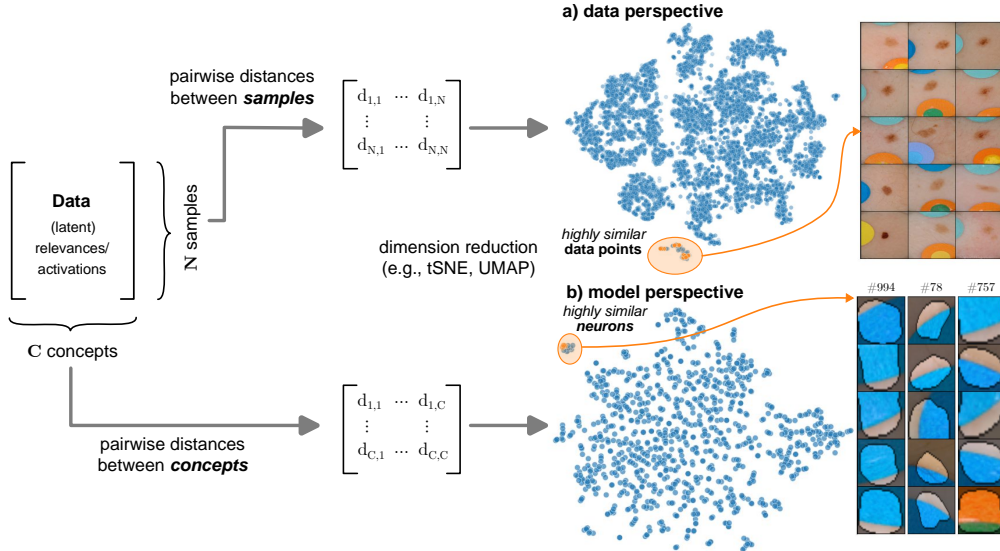 a) data perspective
pairwise distances
between samples
d1,1 ... d1,N
⋮ ⋮
dN,1 ... dN,N
Data
(latent)
relevances/
activations
N samples
dimension reduction
(e.g., tSNE, UMAP)
highly similar
data points
b) model perspective
highly similar
neurons
#994 #78 #757
C concepts
d1,1 ... d1,C
⋮ ⋮
dC,1 ... dC,C
pairwise distances
between concepts